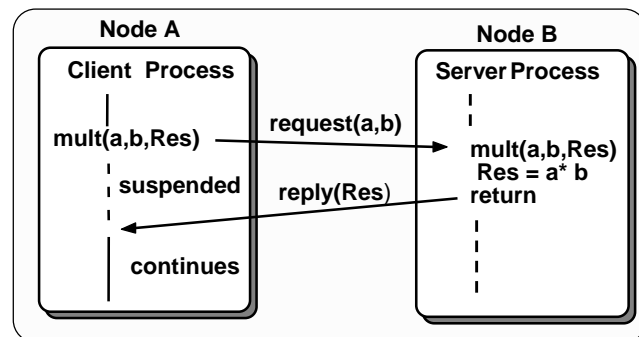 Node A
Node B
Client Process
Server Process
request(a,b)
mult(a,b,Res)
mult(a,b,Res)
Res = a* b
suspended
reply(Res)
return
continues